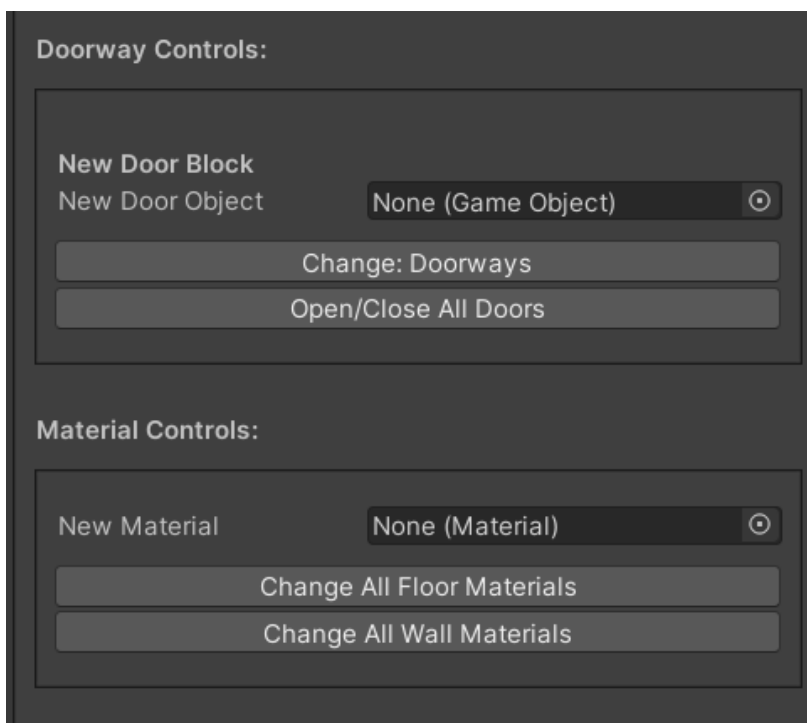 Doorway Controls:
New Door Block
New Door Object None (Game Object)
Change: Doorways
Open/Close All Doors
Material Controls:
New Material None (Material)
Change All Floor Materials
Change All Wall Materials